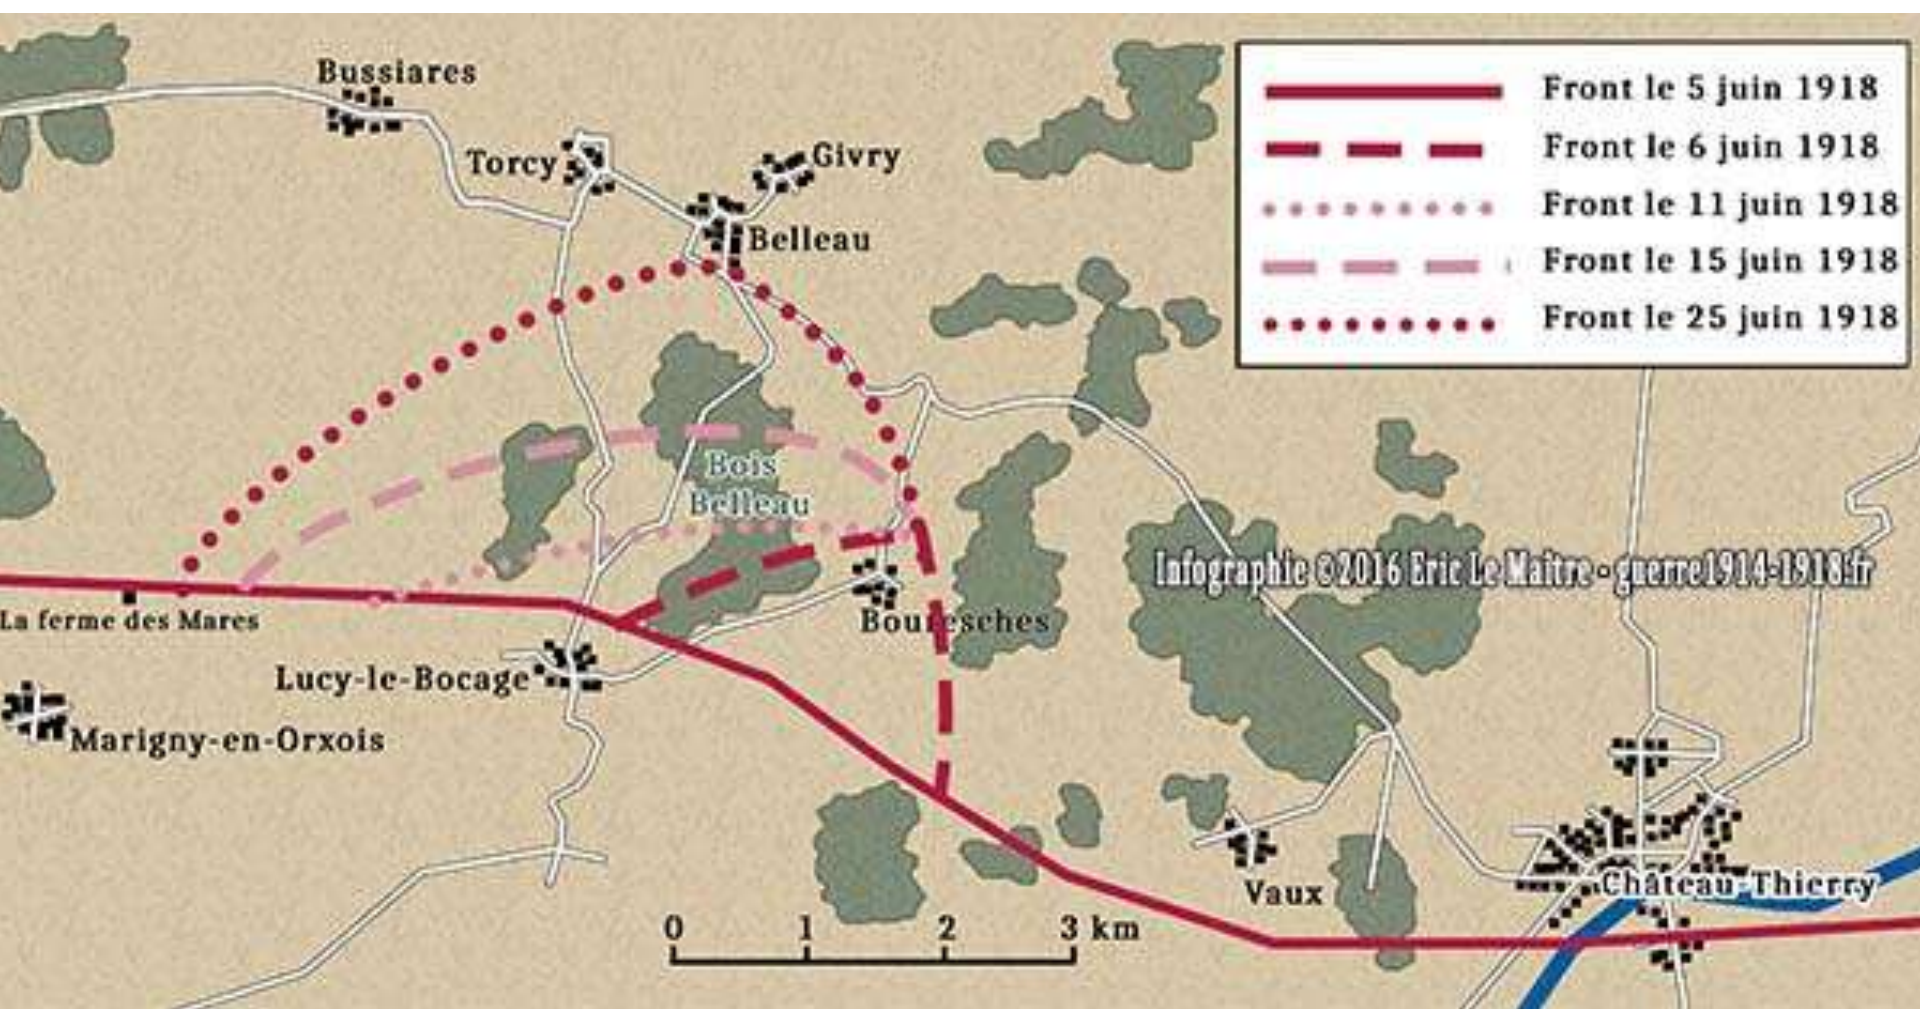 Bussiares
Front le 5 juin 1918
Front le 6 juin 1918
Torcy
Givry
Front le 11 juin 1918
Belleau
Front le 15 juin 1918
Front le 25 juin 1918
Bois
Belleau
Infographie ©2016 Eric Le Maître - guerre1914-1918.fr
La ferme des Mares
Bouresches
Lucy-le-Bocage
Marigny-en-Orxois
Vaux
Château-Thierry
0 1 2 3 km